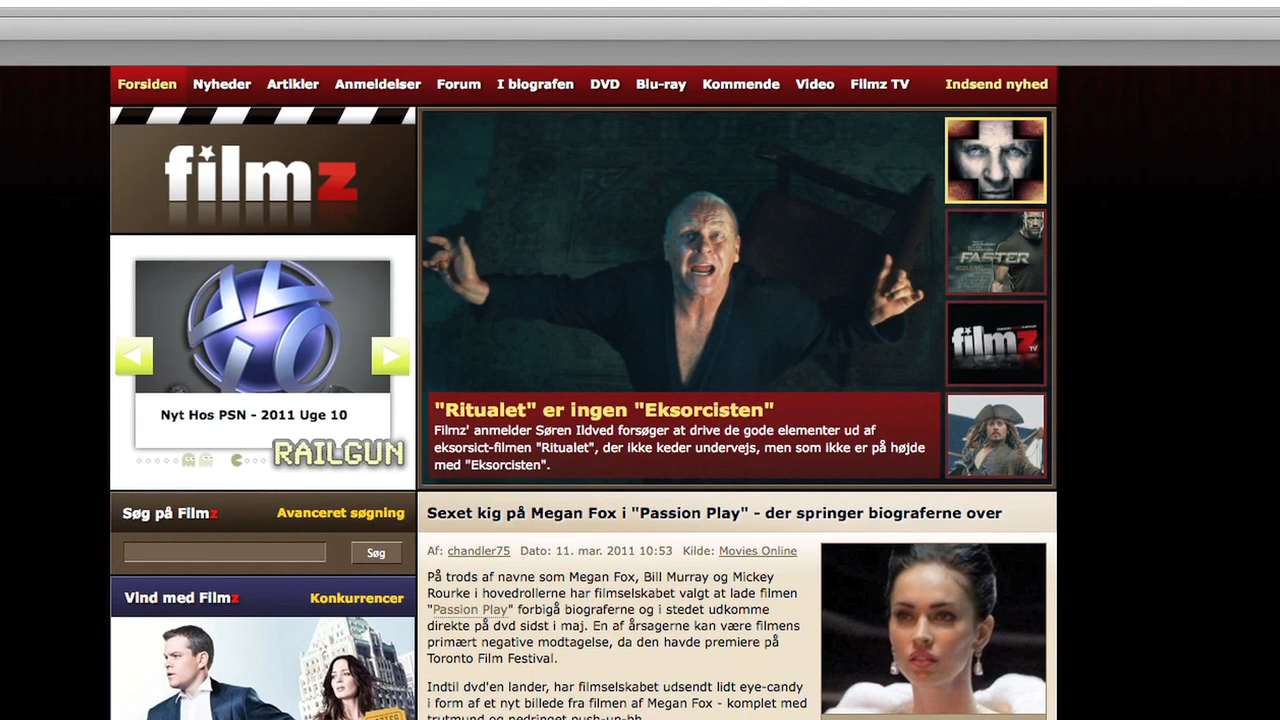 Forsiden Nyheder Artikler Anmeldelser Forum I biografen DVD Blu-ray Kommende Video Filmz TV Indsend nyhed
filmz
FASTER
filmz TV
Nyt Hos PSN - 2011 Uge 10
RAILGUN
"Ritualet" er ingen "Eksorcisten"
Filmz' anmelder Søren Ildved forsøger at drive de gode elementer ud af
eksorsict-filmen "Ritualet", der ikke keder undervejs, men som ikke er på højde
med "Eksorcisten".
Søg på Filmz Avanceret søgning
Søg
Vind med Filmz Konkurrencer
Sexet kig på Megan Fox i "Passion Play" - der springer biograferne over
Af: chandler75 Dato: 11. mar. 2011 10:53 Kilde: Movies Online
På trods af navne som Megan Fox, Bill Murray og Mickey
Rourke i hovedrollerne har filmselskabet valgt at lade filmen
"Passion Play" forbigå biograferne og i stedet udkomme
direkte på dvd sidst i maj. En af årsagerne kan være filmens
primært negative modtagelse, da den havde premiere på
Toronto Film Festival.
Indtil dvd'en lander, har filmselskabet udsendt lidt eye-candy
i form af et nyt billede fra filmen af Megan Fox - komplet med
trutmund og nedringet push-up-bh.